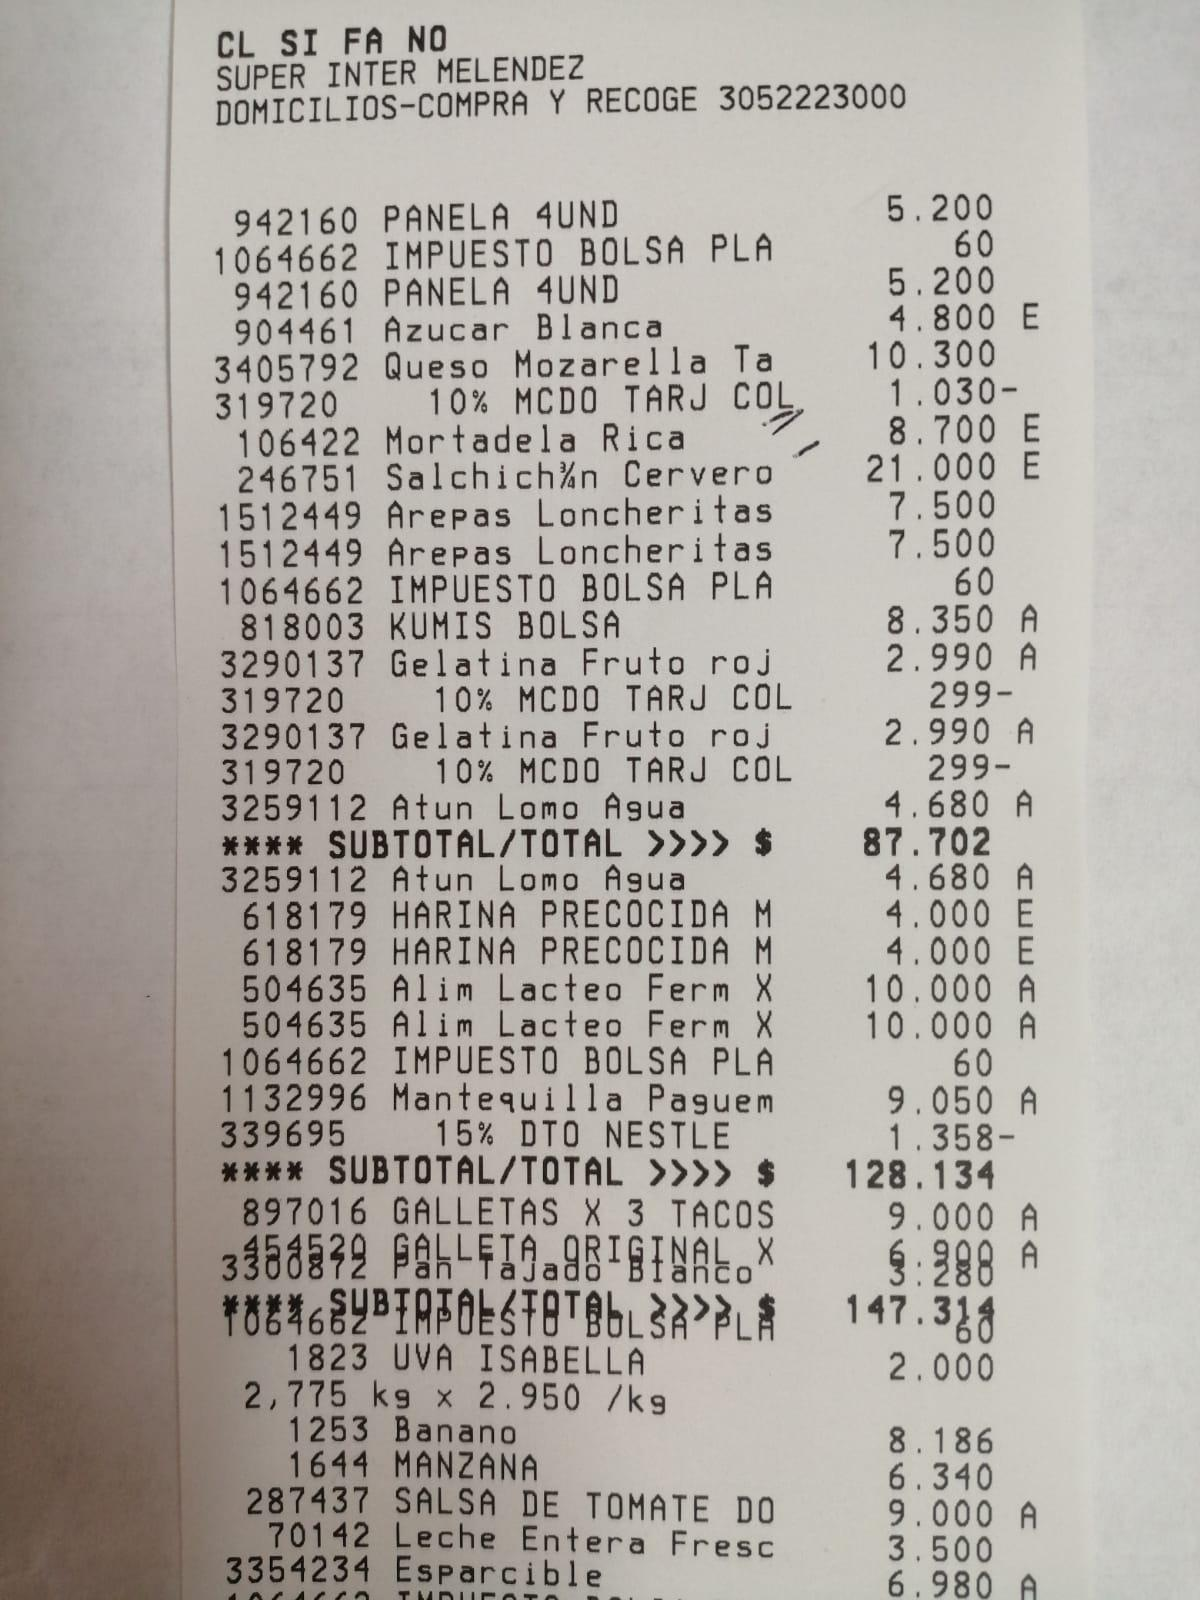 CL SI FA NO
SUPER INTER MELENDEZ
DOMICILIOS-COMPRA Y RECOGE 3052223000
942160 PANELA 4UND 5.200
1064662 IMPUESTO BOLSA PLA 60
942160 PANELA 4UND 5.200
904461 Azucar Blanca 4.800 E
3405792 Queso Mozarella Ta 10.300
319720 10% MCDO TARJ COL 1.030-
106422 Mortadela Rica 8.700 E
246751 Salchich¾n Cervero 21.000 E
1512449 Arepas Loncheritas 7.500
1512449 Arepas Loncheritas 7.500
1064662 IMPUESTO BOLSA PLA 60
818003 KUMIS BOLSA 8.350 A
3290137 Gelatina Fruto roj 2.990 A
319720 10% MCDO TARJ COL 299-
3290137 Gelatina Fruto roj 2.990 A
319720 10% MCDO TARJ COL 299-
3259112 Atun Lomo Agua 4.680 A
**** SUBTOTAL/TOTAL >>>> $ 87.702
3259112 Atun Lomo Agua 4.680 A
618179 HARINA PRECOCIDA M 4.000 E
618179 HARINA PRECOCIDA M 4.000 E
504635 Alim Lacteo Ferm X 10.000 A
504635 Alim Lacteo Ferm X 10.000 A
1064662 IMPUESTO BOLSA PLA 60
1132996 Mantequilla Paguem 9.050 A
339695 15% DTO NESTLE 1.358-
**** SUBTOTAL/TOTAL >>>> $ 128.134
897016 GALLETAS X 3 TACOS 9.000 A
454520 GALLETA ORIGINAL X 6.900 A
3300872 Pan Tajado Blanco 3.280
**** SUBTOTAL/TOTAL >>>> $ 147.314
1064662 IMPUESTO BOLSA PLA 60
1823 UVA ISABELLA 2.000
2,775 kg x 2.950 /kg
1253 Banano 8.186
1644 MANZANA 6.340
287437 SALSA DE TOMATE DO 9.000 A
70142 Leche Entera Fresc 3.500
3354234 Esparcible 6.980 A